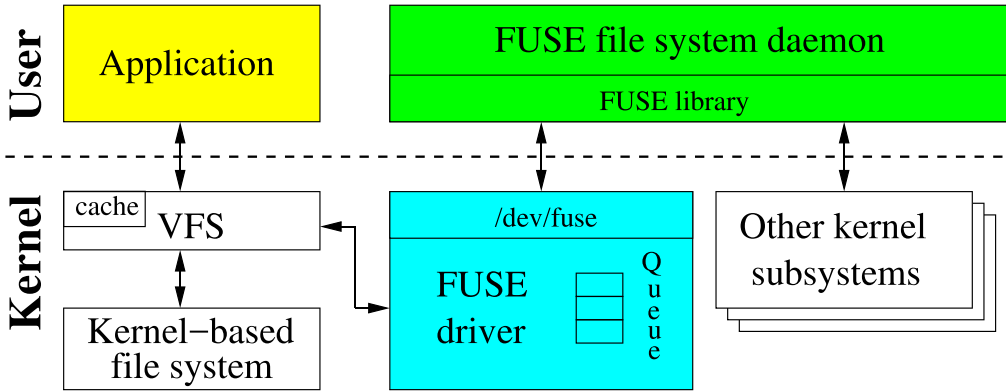 User
Application
FUSE file system daemon
FUSE library
Kernel
cache
VFS
Kernel−based
file system
/dev/fuse
FUSE
driver
Queue
Other kernel
subsystems